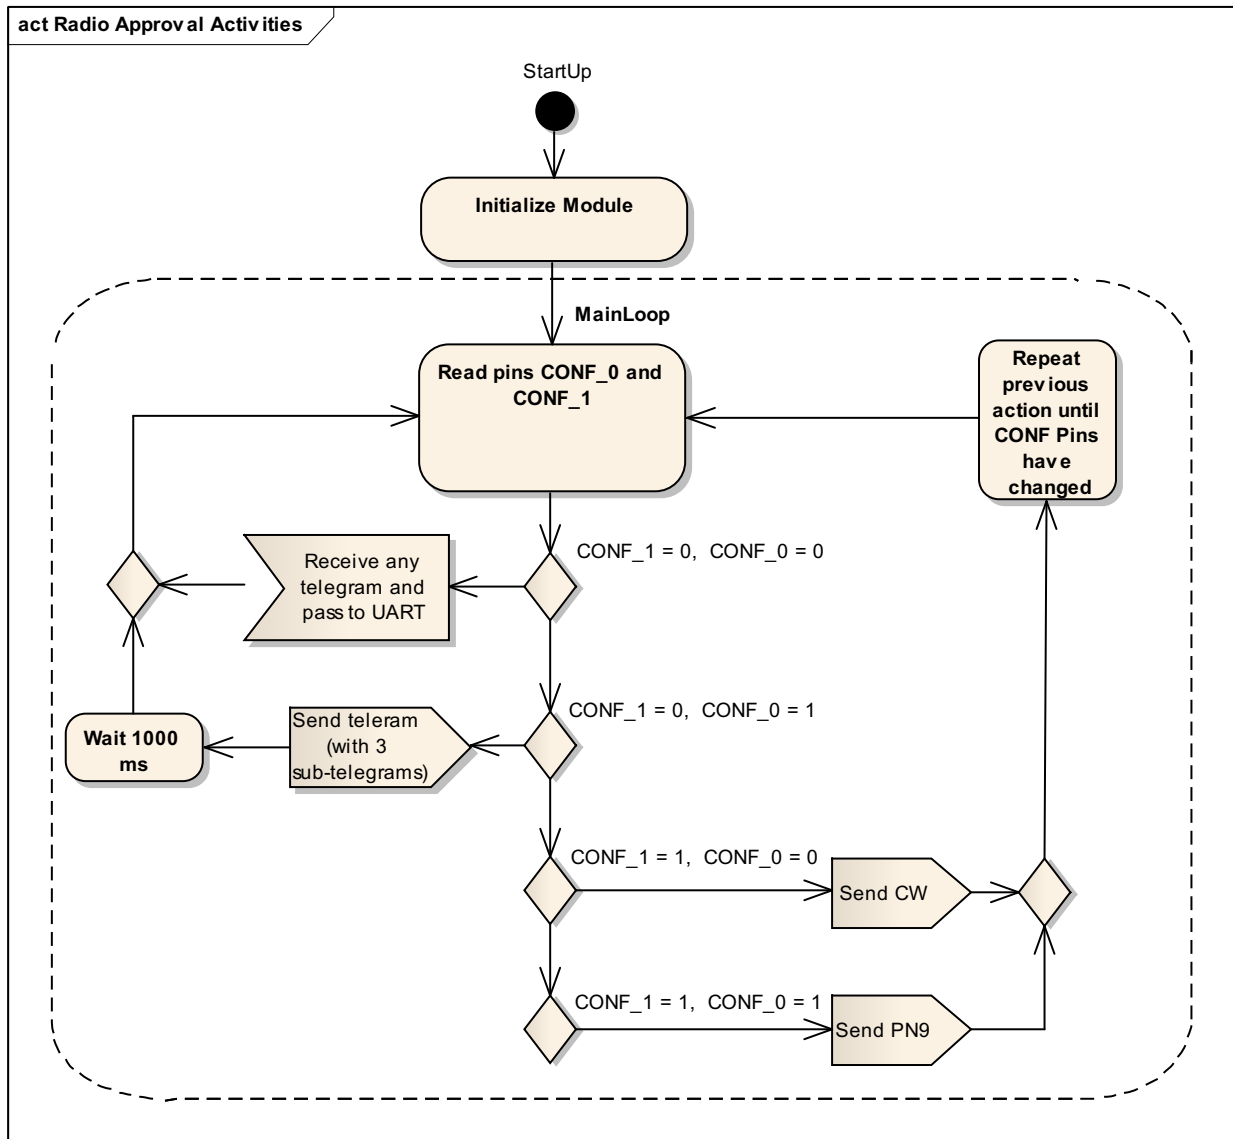 act Radio Approval Activities
StartUp
Initialize Module
MainLoop
Read pins CONF_0 and
CONF_1
Repeat
previous
action until
CONF Pins
have
changed
CONF_1 = 0, CONF_0 = 0
Receive any
telegram and
pass to UART
CONF_1 = 0, CONF_0 = 1
Send teleram
(with 3
sub-telegrams)
Wait 1000
ms
CONF_1 = 1, CONF_0 = 0
Send CW
CONF_1 = 1, CONF_0 = 1
Send PN9